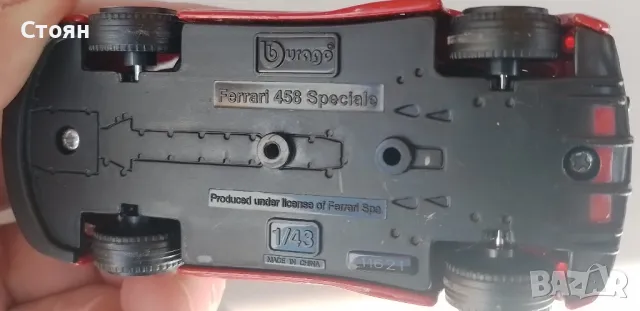 Стоян
burago
Ferrari 458 Speciale
Produced under license of Ferrari Spa
1/43
MADE IN CHINA
BAZAR